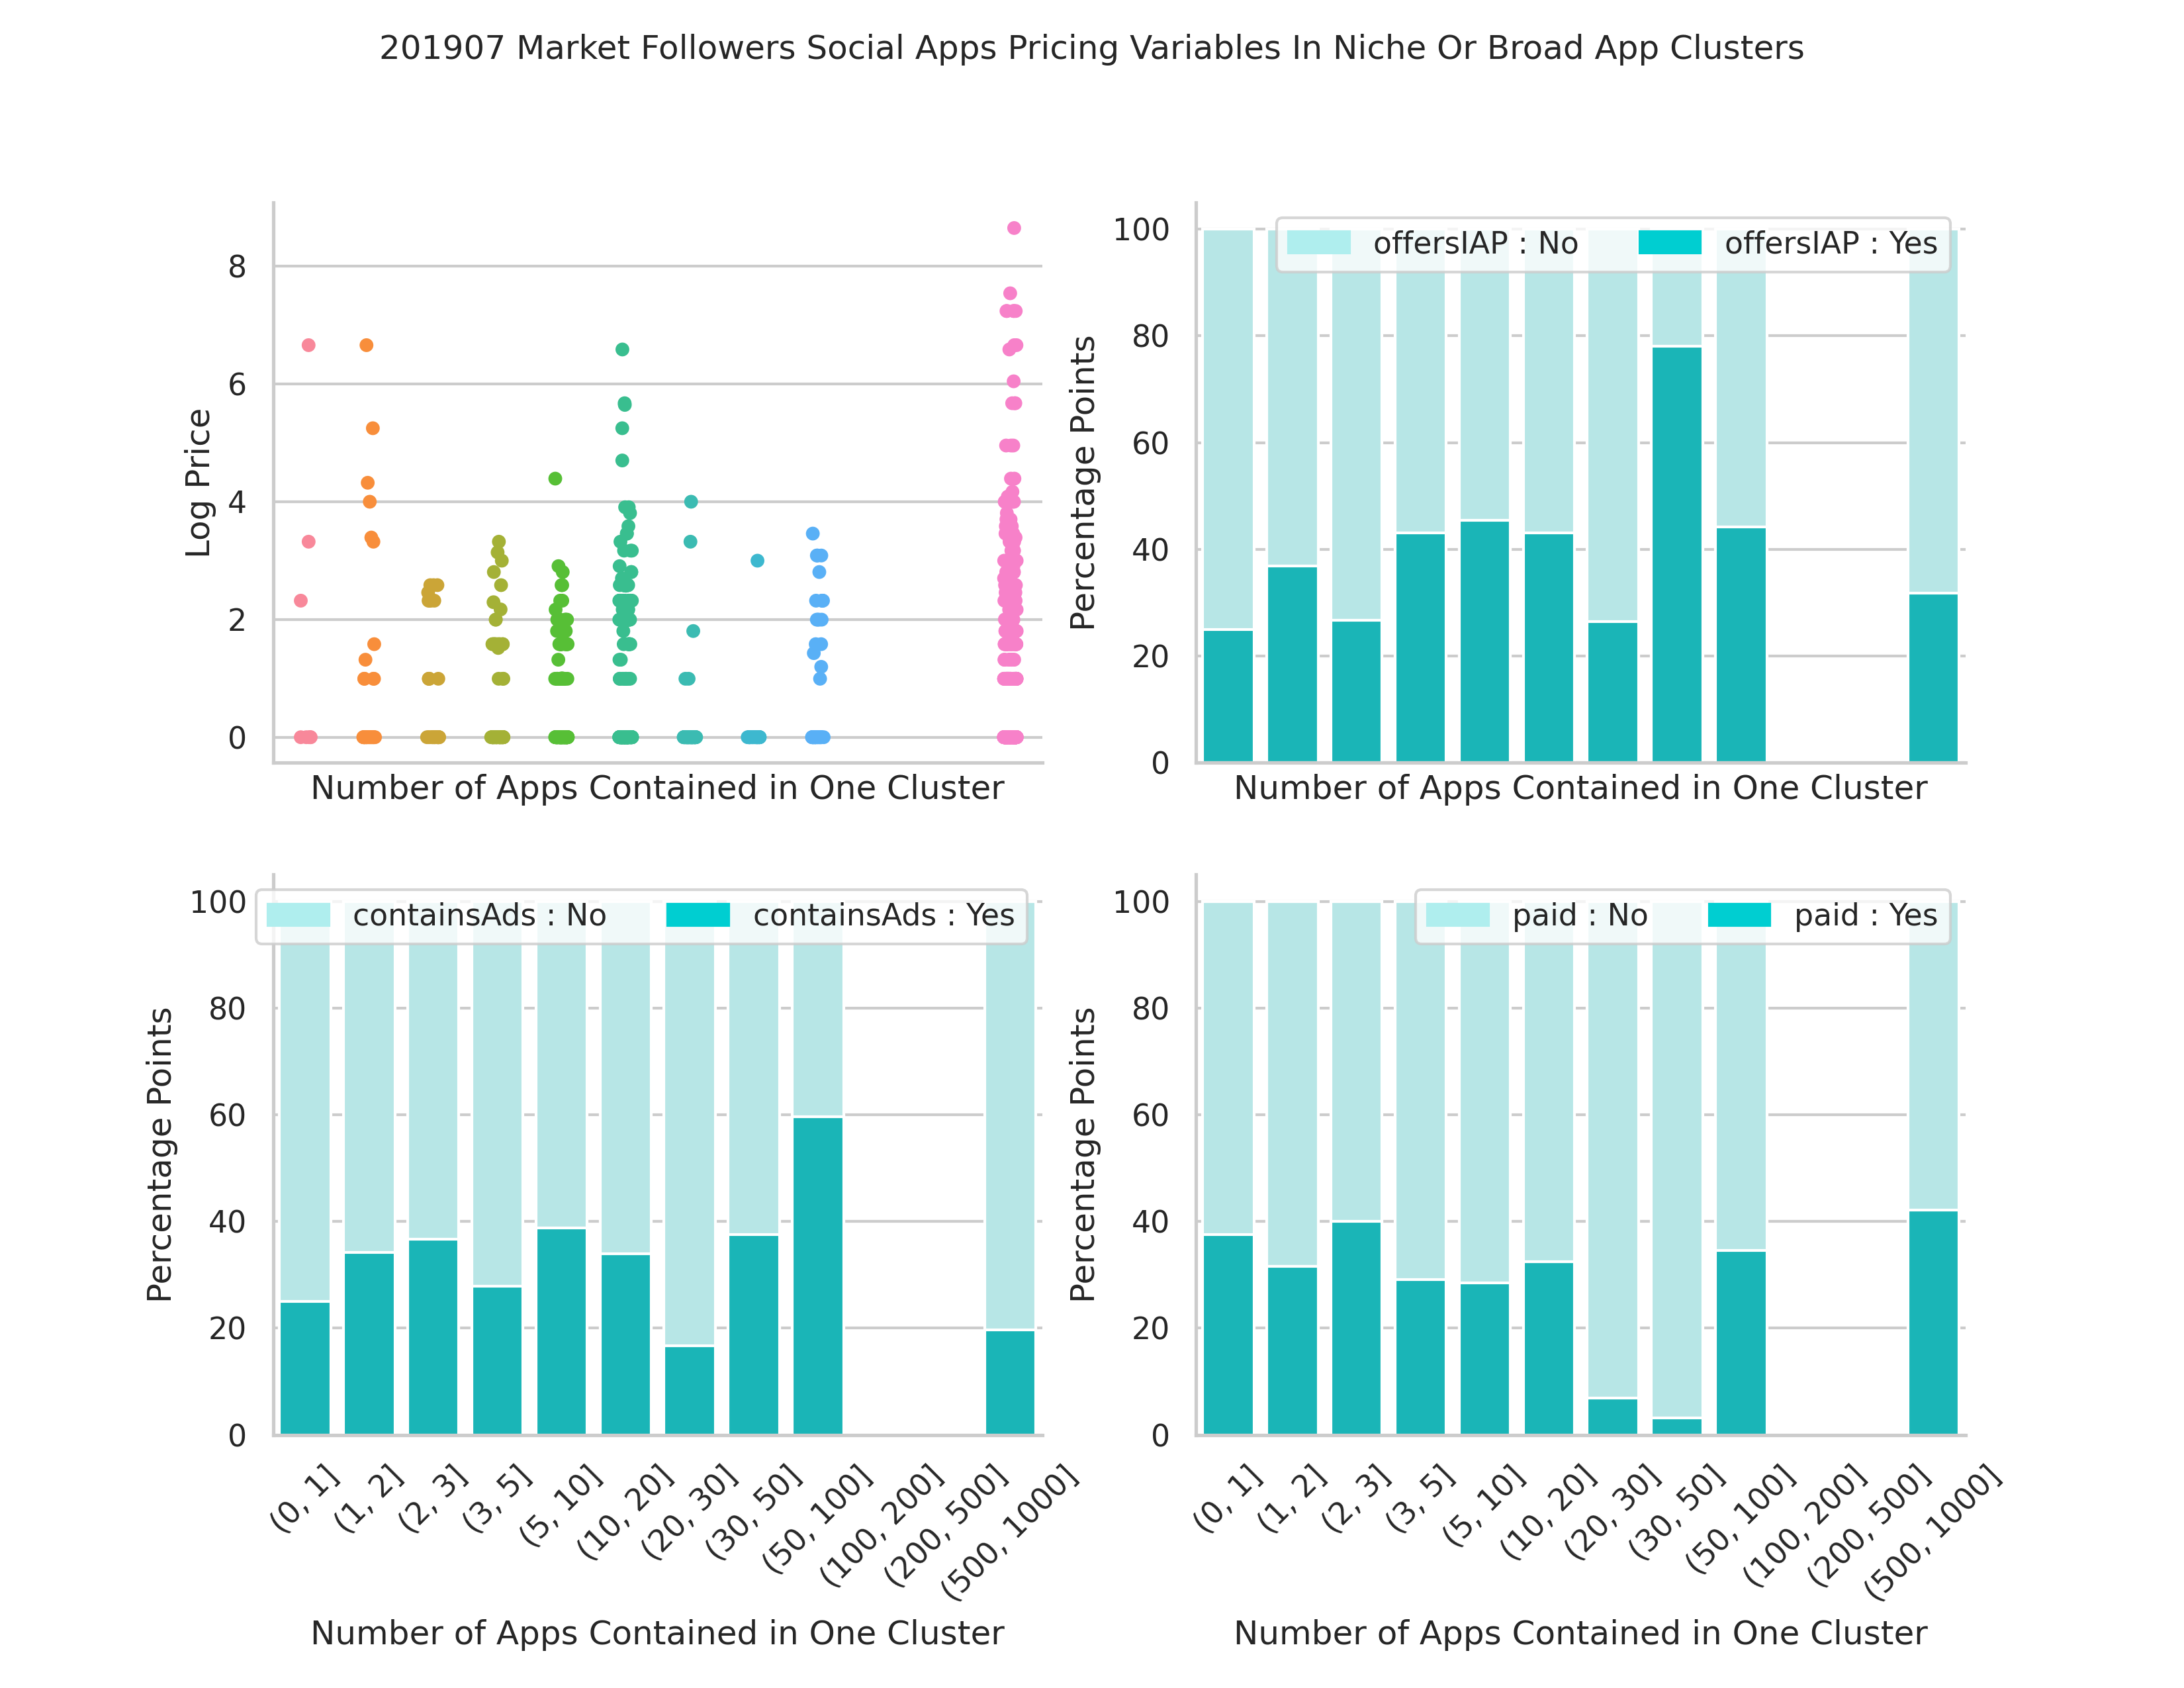 201907 Market Followers Social Apps Pricing Variables In Niche Or Broad App Clusters
Log Price
8
6
4
2
0
Number of Apps Contained in One Cluster
Percentage Points
100
80
60
40
20
0
offersIAP : No offersIAP : Yes
Number of Apps Contained in One Cluster
Percentage Points
100
80
60
40
20
0
containsAds : No containsAds : Yes
(0, 1] (1, 2] (2, 3] (3, 5] (5, 10] (10, 20] (20, 30] (30, 50] (50, 100] (100, 200] (200, 500] (500, 1000]
Number of Apps Contained in One Cluster
Percentage Points
100
80
60
40
20
0
paid : No paid : Yes
(0, 1] (1, 2] (2, 3] (3, 5] (5, 10] (10, 20] (20, 30] (30, 50] (50, 100] (100, 200] (200, 500] (500, 1000]
Number of Apps Contained in One Cluster